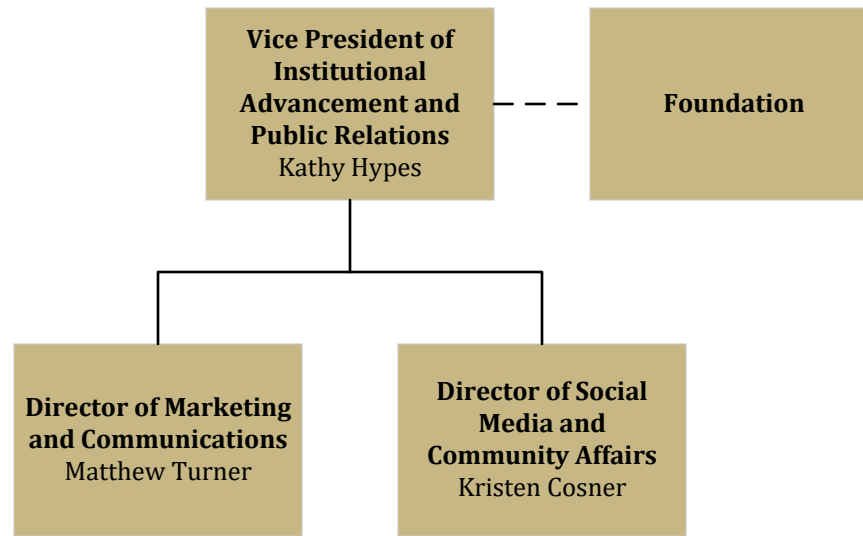 Vice President of
Institutional
Advancement and
Public Relations
Kathy Hypes
Foundation
Director of Marketing
and Communications
Matthew Turner
Director of Social
Media and
Community Affairs
Kristen Cosner